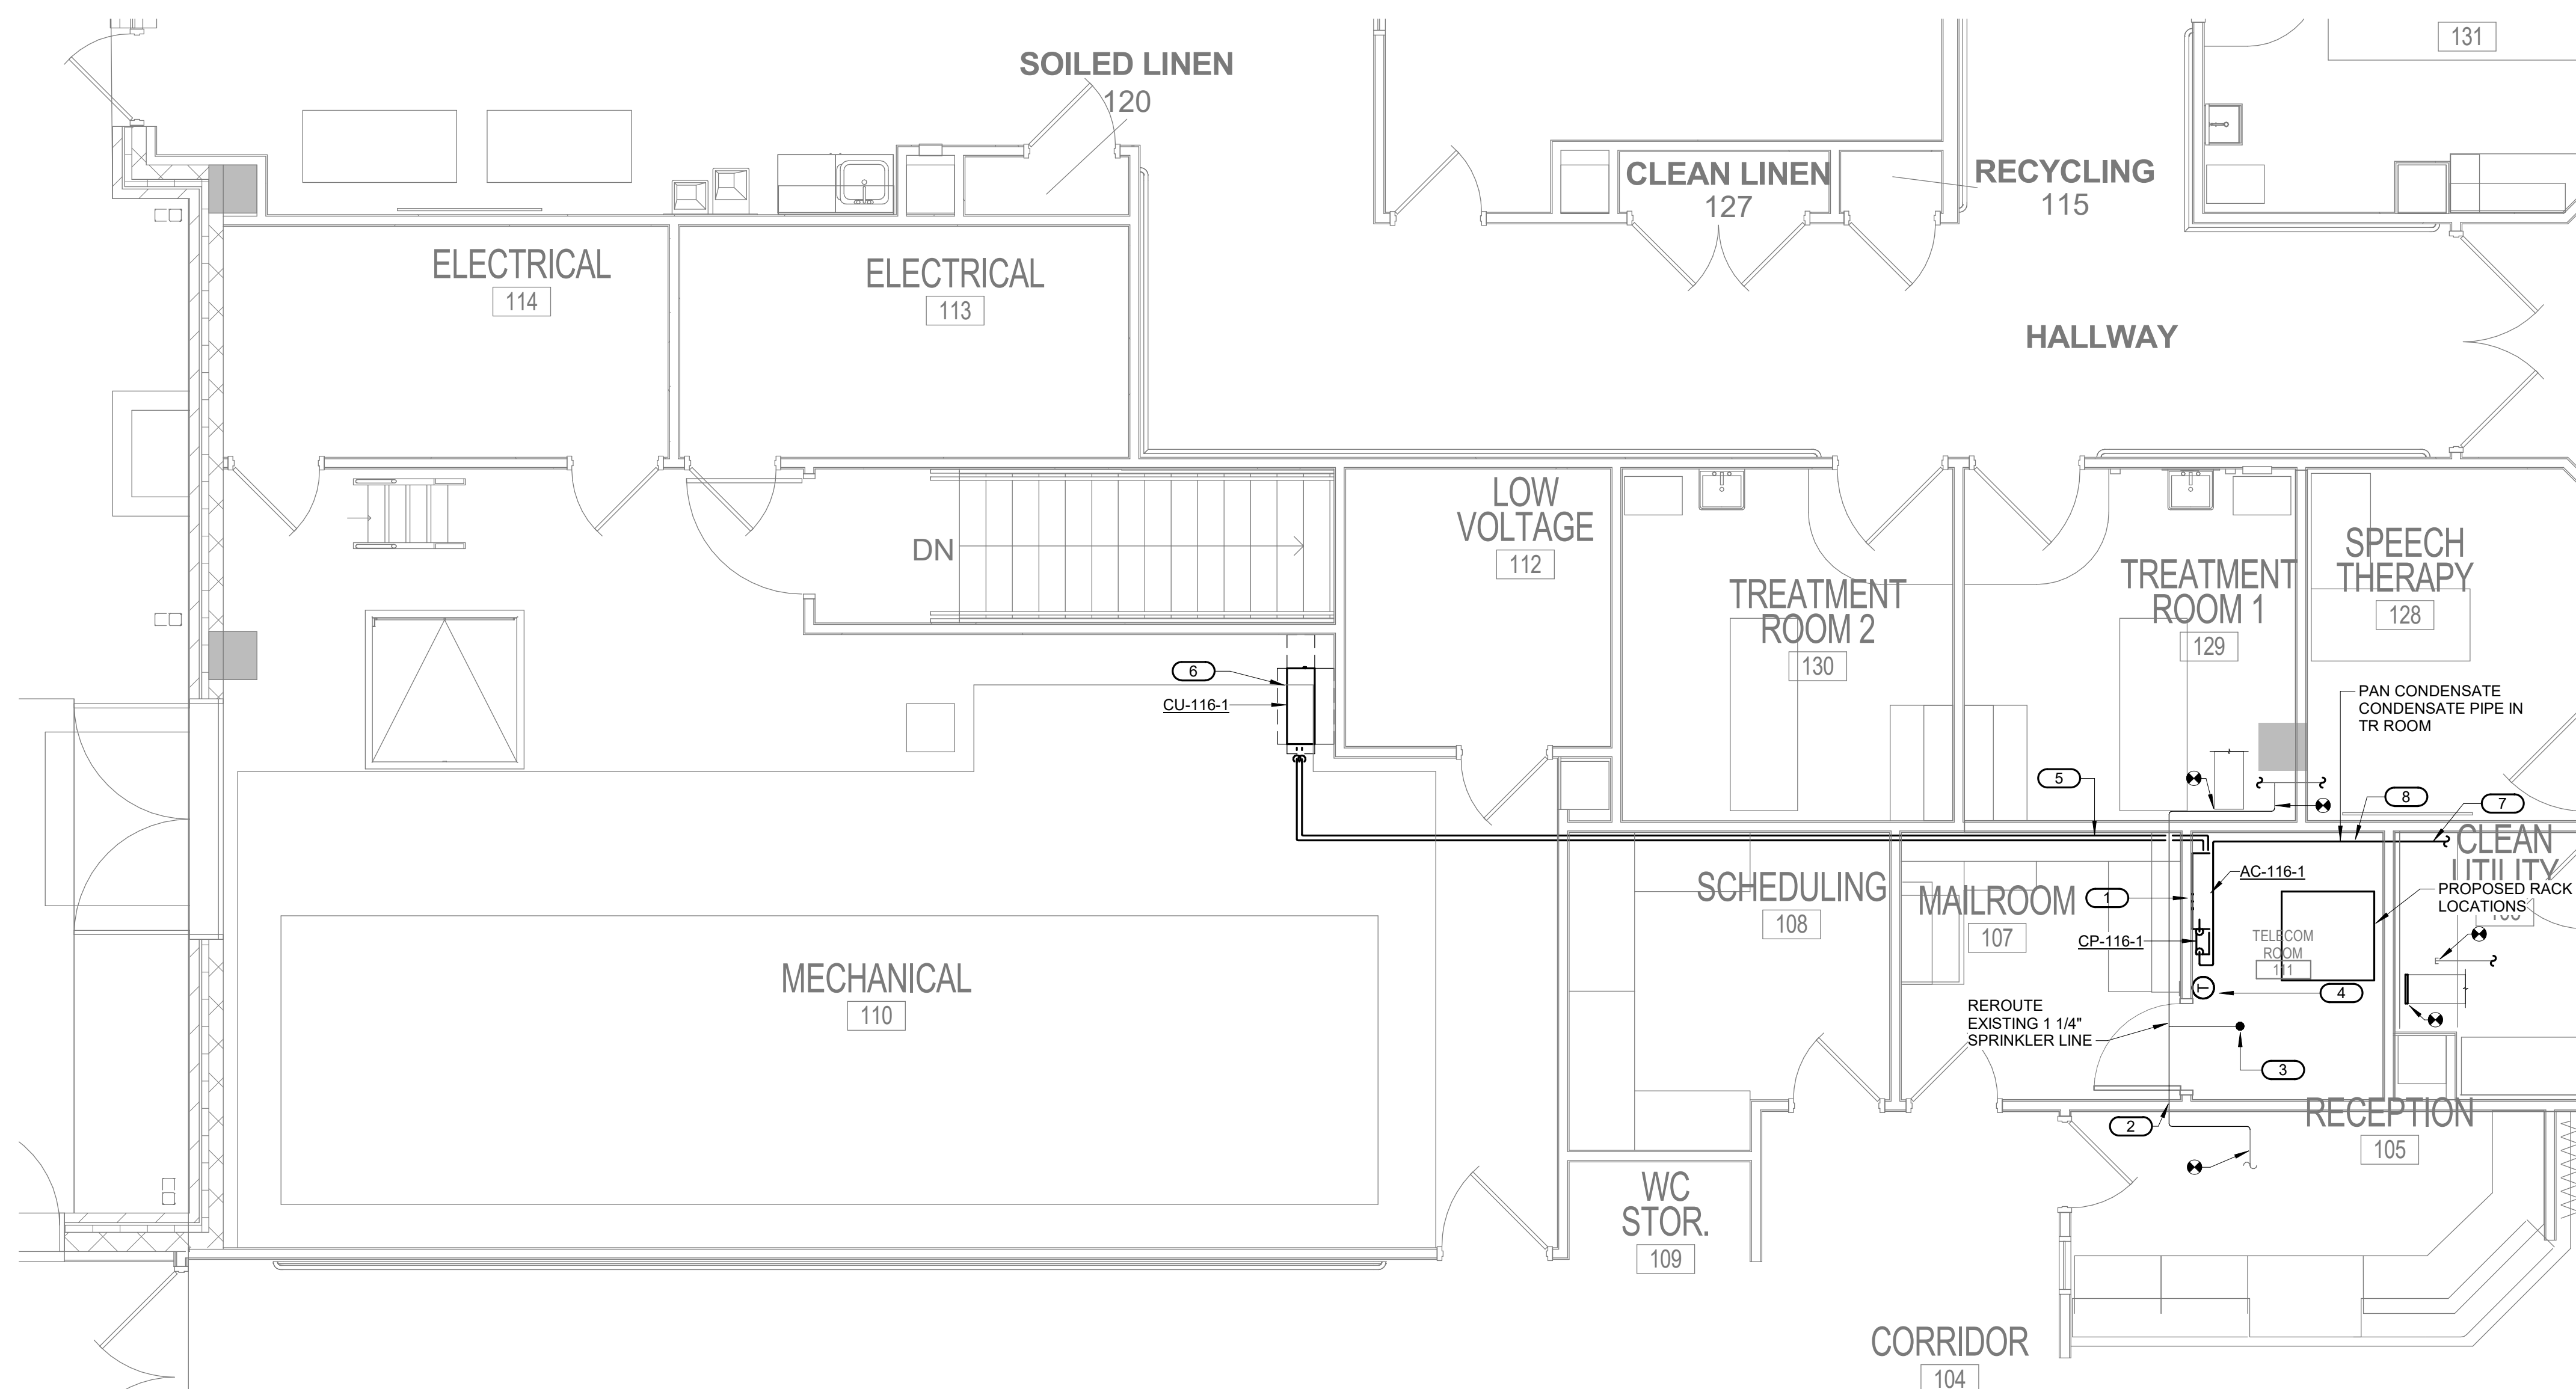 131
SOILED LINEN
120
CLEAN LINEN
127
RECYCLING
115
ELECTRICAL
114
ELECTRICAL
113
HALLWAY
LOW
VOLTAGE
112
DN
TREATMENT
ROOM 2
130
TREATMENT
ROOM 1
129
SPEECH
THERAPY
128
6
CU-116-1
PAN CONDENSATE
CONDENSATE PIPE IN
TR ROOM
5
8
7
CLEAN
UTILITY
SCHEDULING
108
MAILROOM
107
1
AC-116-1
PROPOSED RACK
LOCATIONS
CP-116-1
TELECOM
ROOM
111
T
4
MECHANICAL
110
REROUTE
EXISTING 1 1/4"
SPRINKLER LINE
3
2
RECEPTION
105
WC
STOR.
109
CORRIDOR
104